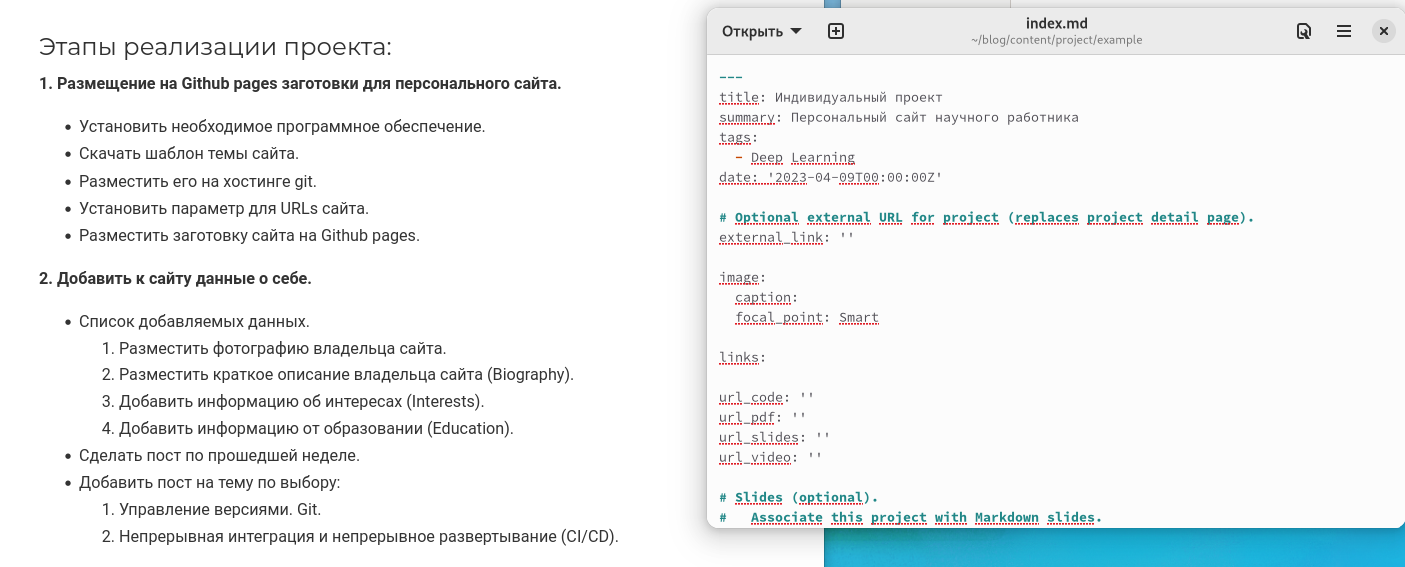 Этапы реализации проекта:
1. Размещение на Github pages заготовки для персонального сайта.
• Установить необходимое программное обеспечение.
• Скачать шаблон темы сайта.
• Разместить его на хостинге git.
• Установить параметр для URLs сайта.
• Разместить заготовку сайта на Github pages.
2. Добавить к сайту данные о себе.
• Список добавляемых данных.
1. Разместить фотографию владельца сайта.
2. Разместить краткое описание владельца сайта (Biography).
3. Добавить информацию об интересах (Interests).
4. Добавить информацию от образовании (Education).
• Сделать пост по прошедшей неделе.
• Добавить пост на тему по выбору:
1. Управление версиями. Git.
2. Непрерывная интеграция и непрерывное развертывание (CI/CD).
Открыть
index.md
~/blog/content/project/example
---
title: Индивидуальный проект
summary: Персональный сайт научного работника
tags:
  - Deep Learning
date: '2023-04-09T00:00:00Z'
# Optional external URL for project (replaces project detail page).
external_link: ''
image:
  caption:
  focal_point: Smart
links:
url_code: ''
url_pdf: ''
url_slides: ''
url_video: ''
# Slides (optional).
#   Associate this project with Markdown slides.